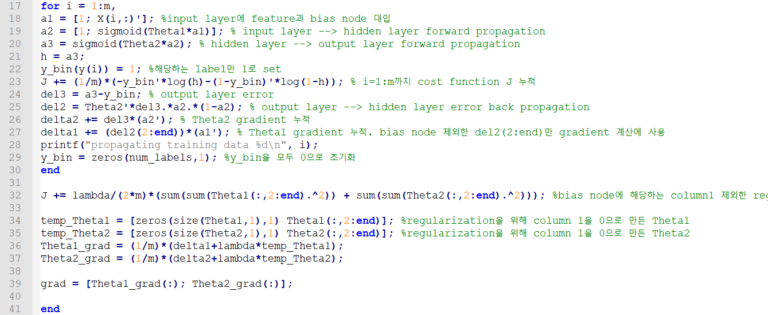 17 for i = 1:m,
18 a1 = [1; X(i,:)']; %input layer에 feature과 bias node 대입
19 a2 = [1; sigmoid(Theta1*a1)]; % input layer --> hidden layer forward propagation
20 a3 = sigmoid(Theta2*a2); % hidden layer --> output layer forward propagation
21 h = a3;
22 y_bin(y(i)) = 1; %해당하는 label만 1로 set
23 J += (1/m)*(-y_bin'*log(h)-(1-y_bin)'*log(1-h)); % i=1:m까지 cost function J 누적
24 del3 = a3-y_bin; % output layer error
25 del2 = Theta2'*del3.*a2.*(1-a2); % output layer --> hidden layer error back propagation
26 delta2 += del3*(a2'); % Theta2 gradient 누적
27 delta1 += (del2(2:end))*(a1'); % Theta1 gradient 누적. bias node 제외한 del2(2:end)만 gradient 계산에 사용
28 printf("propagating training data %d\n", i);
29 y_bin = zeros(num_labels,1); %y_bin을 모두 0으로 초기화
30 end
31
32 J += lambda/(2*m)*(sum(sum(Theta1(:,2:end).^2)) + sum(sum(Theta2(:,2:end).^2))); %bias node에 해당하는 column1 제외한 reg
33
34 temp_Theta1 = [zeros(size(Theta1,1),1) Theta1(:,2:end)]; %regularization을 위해 column 1을 0으로 만든 Theta1
35 temp_Theta2 = [zeros(size(Theta2,1),1) Theta2(:,2:end)]; %regularization을 위해 column 1을 0으로 만든 Theta2
36 Theta1_grad = (1/m)*(delta1+lambda*temp_Theta1);
37 Theta2_grad = (1/m)*(delta2+lambda*temp_Theta2);
38
39 grad = [Theta1_grad(:); Theta2_grad(:)];
40
41 end